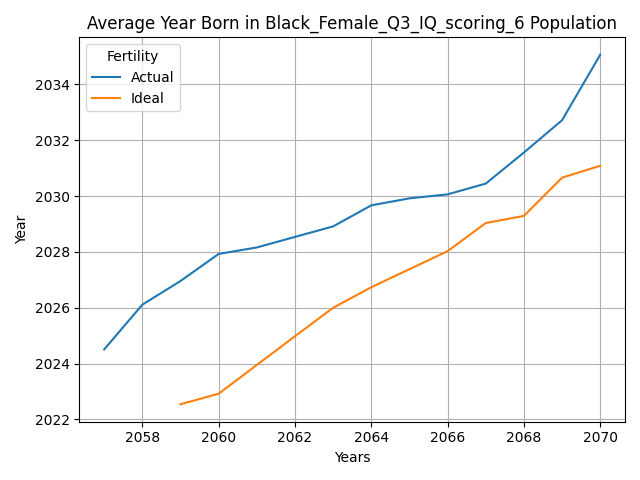 Average Year Born in Black_Female_Q3_IQ_scoring_6 Population
Fertility
Actual
Ideal
2034
2032
2030
2028
2026
2024
2022
Year
2058 2060 2062 2064 2066 2068 2070
Years